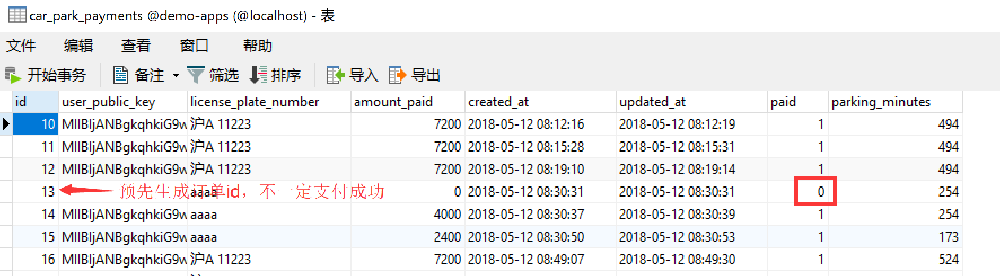 car_park_payments @demo-apps (@localhost) - 表
文件 编辑 查看 窗口 帮助
开始事务 备注 筛选 排序 导入 导出
id user_public_key license_plate_number amount_paid created_at updated_at paid parking_minutes
10 MIIBIjANBgkqhkiG9w 沪A 11223 7200 2018-05-12 08:12:16 2018-05-12 08:12:19 1 494
11 MIIBIjANBgkqhkiG9w 沪A 11223 7200 2018-05-12 08:15:28 2018-05-12 08:15:31 1 494
12 MIIBIjANBgkqhkiG9w 沪A 11223 7200 2018-05-12 08:19:10 2018-05-12 08:19:14 1 494
13 预先生成订单id，不一定支付成功 aaaa 0 2018-05-12 08:30:31 2018-05-12 08:30:31 0 254
14 MIIBIjANBgkqhkiG9w aaaa 4000 2018-05-12 08:30:37 2018-05-12 08:30:39 1 254
15 MIIBIjANBgkqhkiG9w aaaa 2400 2018-05-12 08:30:50 2018-05-12 08:30:53 1 173
16 MIIBIjANBgkqhkiG9w 沪A 11223 7200 2018-05-12 08:49:07 2018-05-12 08:49:30 1 524